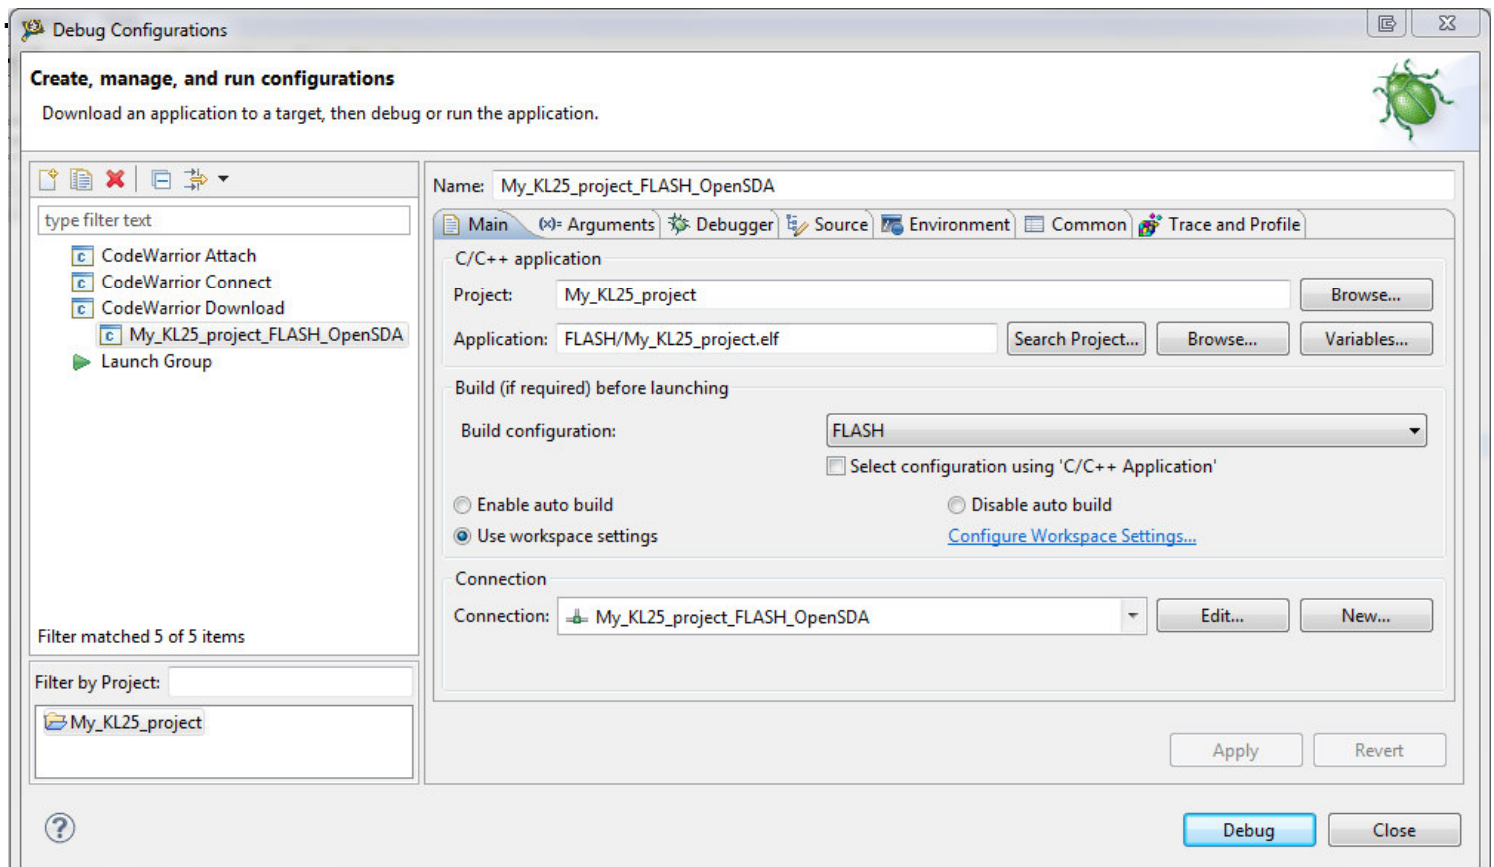 Debug Configurations
Create, manage, and run configurations
Download an application to a target, then debug or run the application.
type filter text
CodeWarrior Attach
CodeWarrior Connect
CodeWarrior Download
My_KL25_project_FLASH_OpenSDA
Launch Group
Filter matched 5 of 5 items
Filter by Project:
My_KL25_project
Name: My_KL25_project_FLASH_OpenSDA
Main (x)= Arguments Debugger Source Environment Common Trace and Profile
C/C++ application
Project: My_KL25_project Browse...
Application: FLASH/My_KL25_project.elf Search Project... Browse... Variables...
Build (if required) before launching
Build configuration: FLASH
Select configuration using 'C/C++ Application'
Enable auto build Disable auto build
Use workspace settings Configure Workspace Settings...
Connection
Connection: My_KL25_project_FLASH_OpenSDA Edit... New...
Apply Revert
? Debug Close